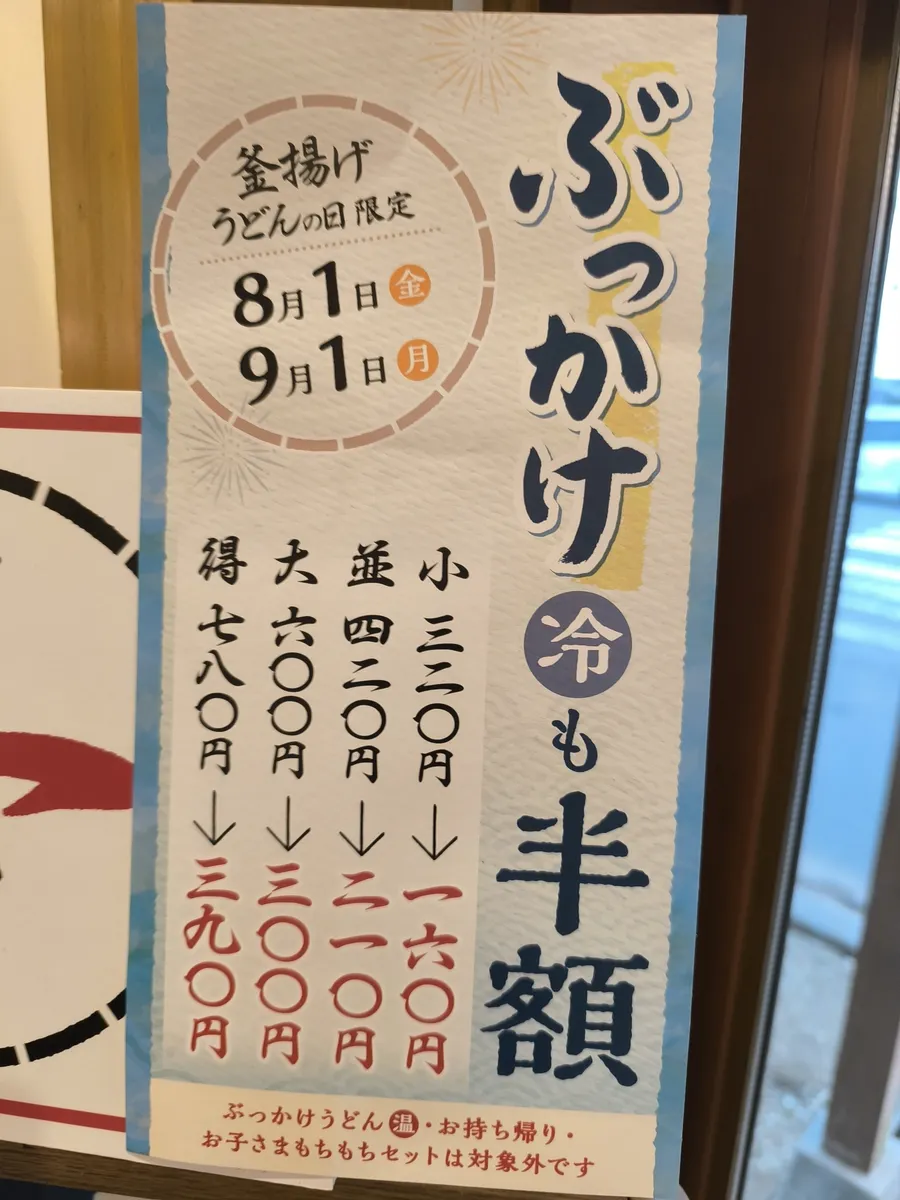 ぶっかけ冷も半額
釜揚げ
うどんの日限定
8月1日金
9月1日月
小 三二〇円→一六〇円
並 四二〇円→二一〇円
大 六〇〇円→三〇〇円
得 七八〇円→三九〇円
ぶっかけうどん温・お持ち帰り・
お子さまもちもちセットは対象外です